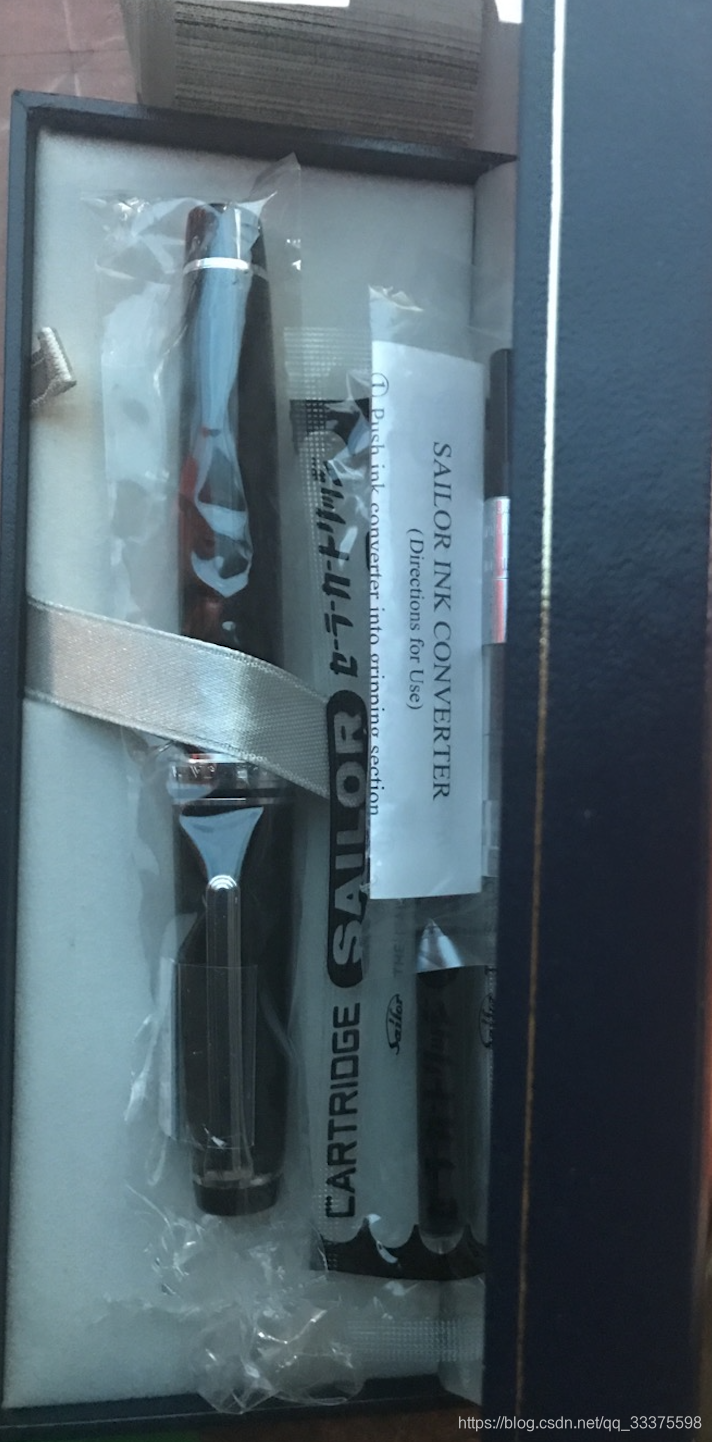 SAILOR INK CONVERTER
(Directions for Use)
① Push ink converter into gripping section
セーラーカートリッジ
CARTRIDGE SAILOR
THE
Sailor
https://blog.csdn.net/qq_33375598